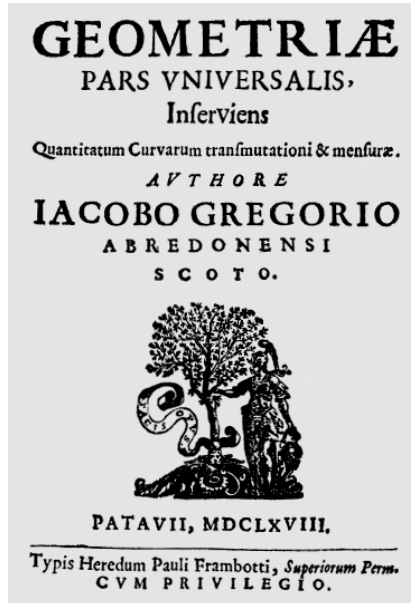 GEOMETRIÆ
PARS VNIVERSALIS,
Inſerviens
Quantitatum Curvarum tranſmutationi & menſuræ.
AVTHORE
IACOBO GREGORIO
ABREDONENSI
SCOTO.
PATAVII, MDCLXVIII.
Typis Heredum Pauli Frambotti, Superiorum Perm.
CVM PRIVILEGIO.